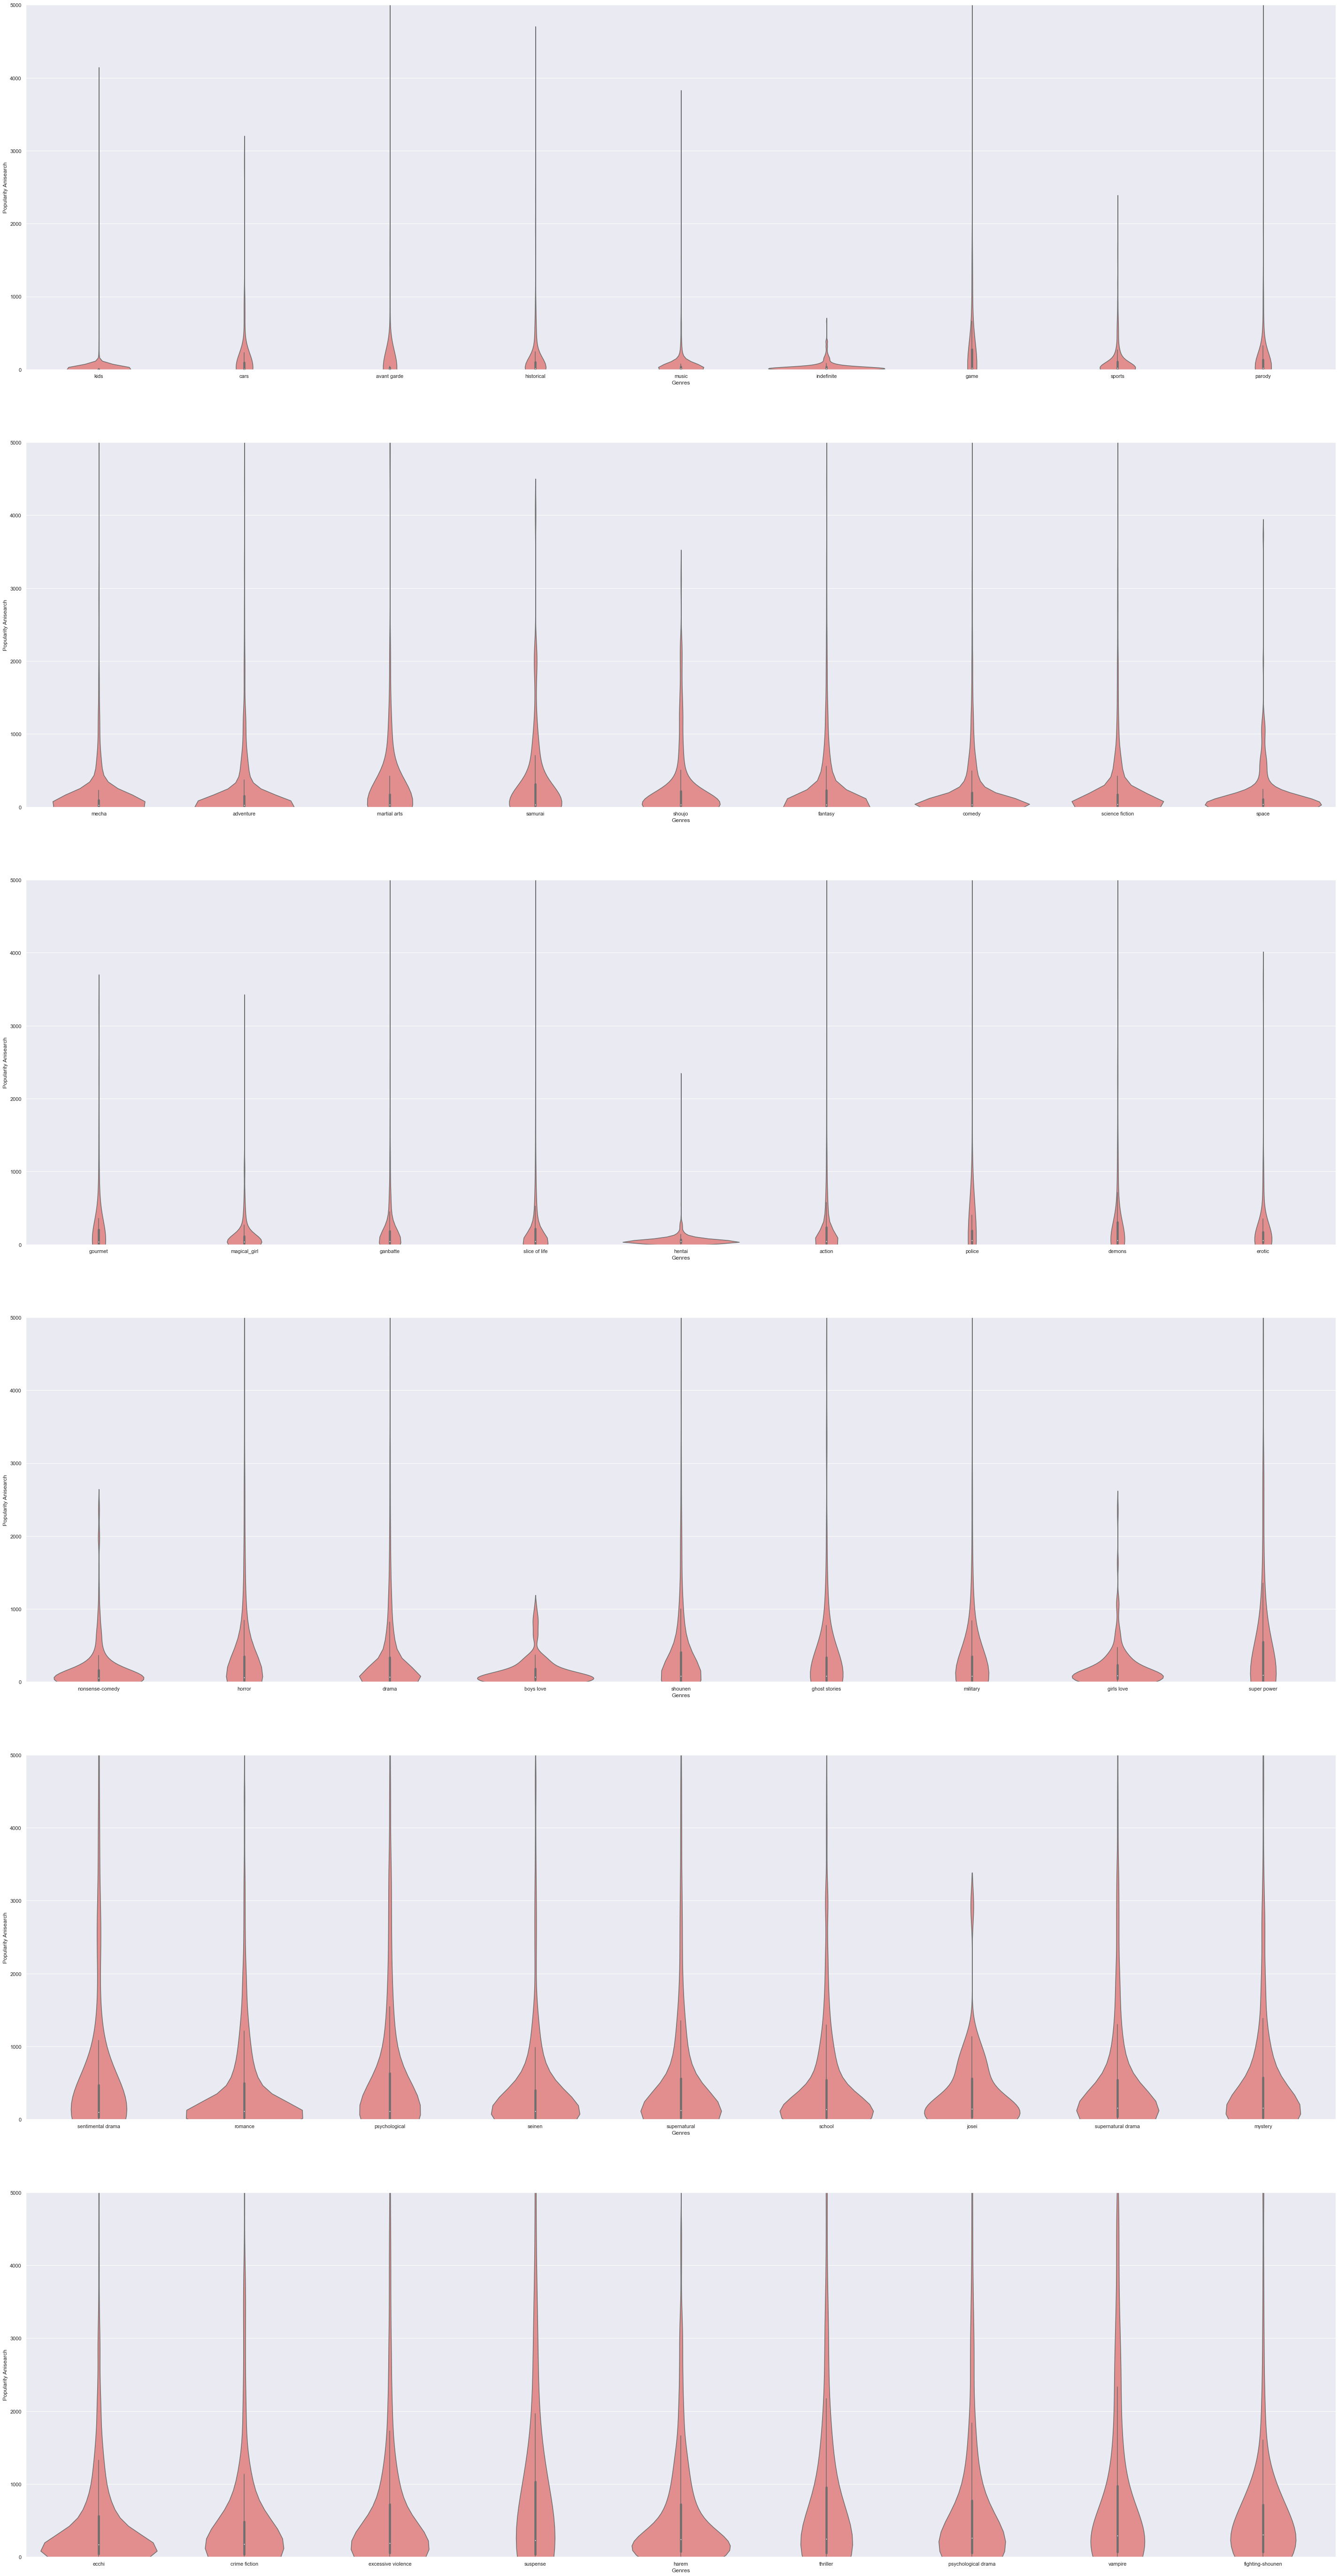 5000
4000
3000
2000
1000
0
Popularity Anisearch
kids cars avant garde historical music indefinite game sports parody
Genres
5000
4000
3000
2000
1000
0
Popularity Anisearch
mecha adventure martial arts samurai shoujo fantasy comedy science fiction space
Genres
5000
4000
3000
2000
1000
0
Popularity Anisearch
gourmet magical_girl ganbatte slice of life hentai action police demons erotic
Genres
5000
4000
3000
2000
1000
0
Popularity Anisearch
nonsense-comedy horror drama boys love shounen ghost stories military girls love super power
Genres
5000
4000
3000
2000
1000
0
Popularity Anisearch
sentimental drama romance psychological seinen supernatural school josei supernatural drama mystery
Genres
5000
4000
3000
2000
1000
0
Popularity Anisearch
ecchi crime fiction excessive violence suspense harem thriller psychological drama vampire fighting-shounen
Genres